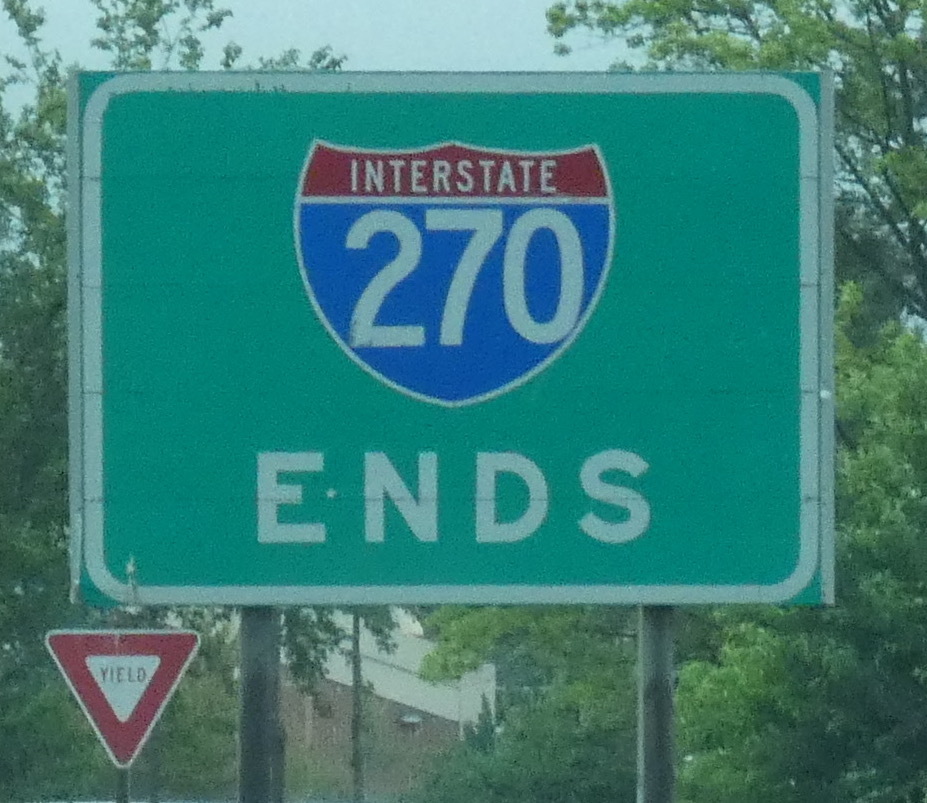 INTERSTATE
270
ENDS
YIELD